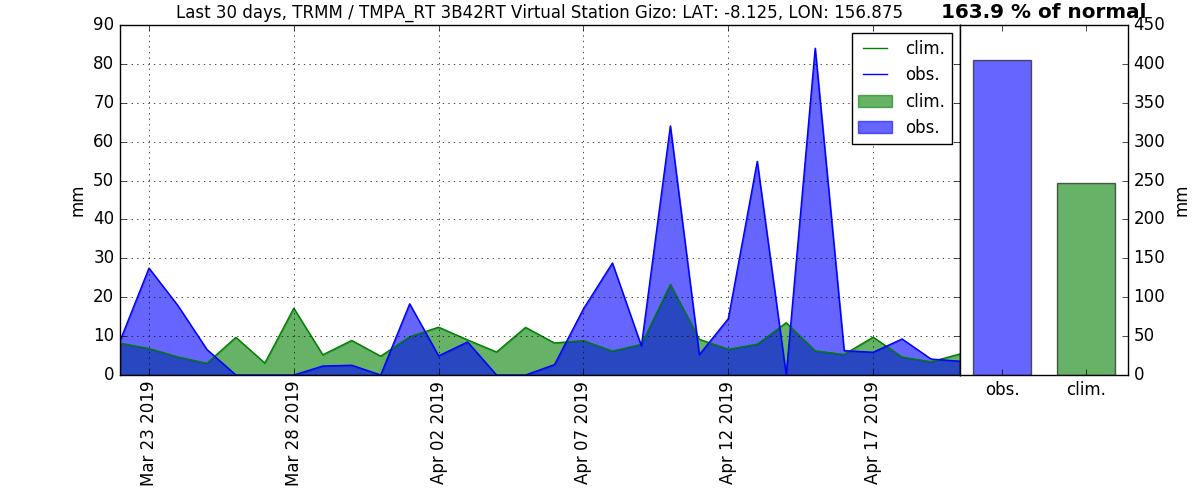 Last 30 days, TRMM / TMPA_RT 3B42RT Virtual Station Gizo: LAT: -8.125, LON: 156.875
163.9 % of normal
90
80
70
60
50
40
30
20
10
0
mm
clim.
obs.
clim.
obs.
Mar 23 2019
Mar 28 2019
Apr 02 2019
Apr 07 2019
Apr 12 2019
Apr 17 2019
450
400
350
300
250
200
150
100
50
0
mm
obs.
clim.